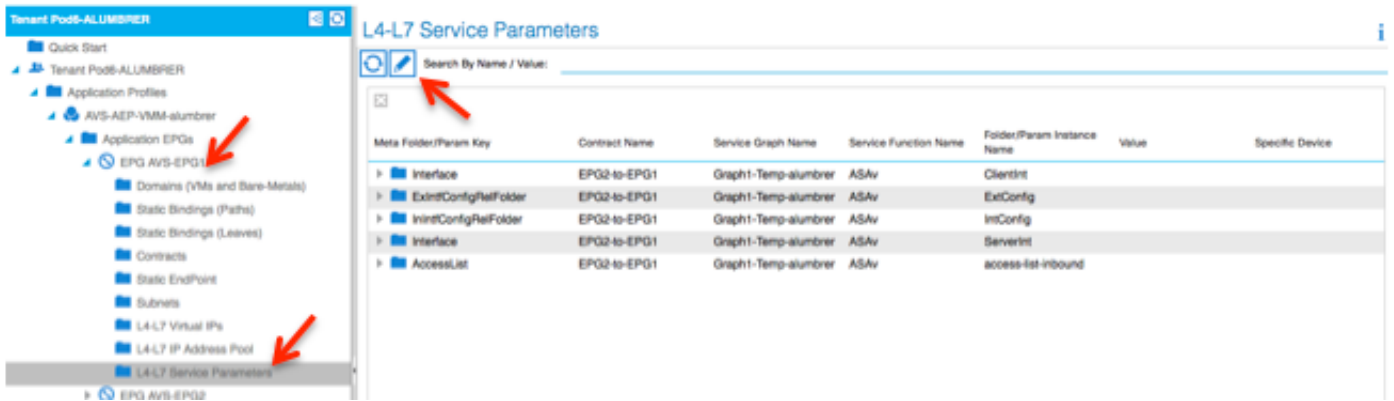 Tenant Pod6-ALUMBRER
Quick Start
Tenant Pod6-ALUMBRER
Application Profiles
AVS-AEP-VMM-alumbrer
Application EPGs
EPG AVS-EPG1
Domains (VMs and Bare-Metals)
Static Bindings (Paths)
Static Bindings (Leaves)
Contracts
Static EndPoint
Subnets
L4-L7 Virtual IPs
L4-L7 IP Address Pool
L4-L7 Service Parameters
EPG AVS-EPG2
L4-L7 Service Parameters
i
Search By Name / Value:
Meta Folder/Param Key Contract Name Service Graph Name Service Function Name Folder/Param Instance Name Value Specific Device
Interface EPG2-to-EPG1 Graph1-Temp-alumbrer ASAv ClientInt
ExIntfConfigRelFolder EPG2-to-EPG1 Graph1-Temp-alumbrer ASAv ExtConfig
InIntfConfigRelFolder EPG2-to-EPG1 Graph1-Temp-alumbrer ASAv IntConfig
Interface EPG2-to-EPG1 Graph1-Temp-alumbrer ASAv ServerInt
AccessList EPG2-to-EPG1 Graph1-Temp-alumbrer ASAv access-list-inbound